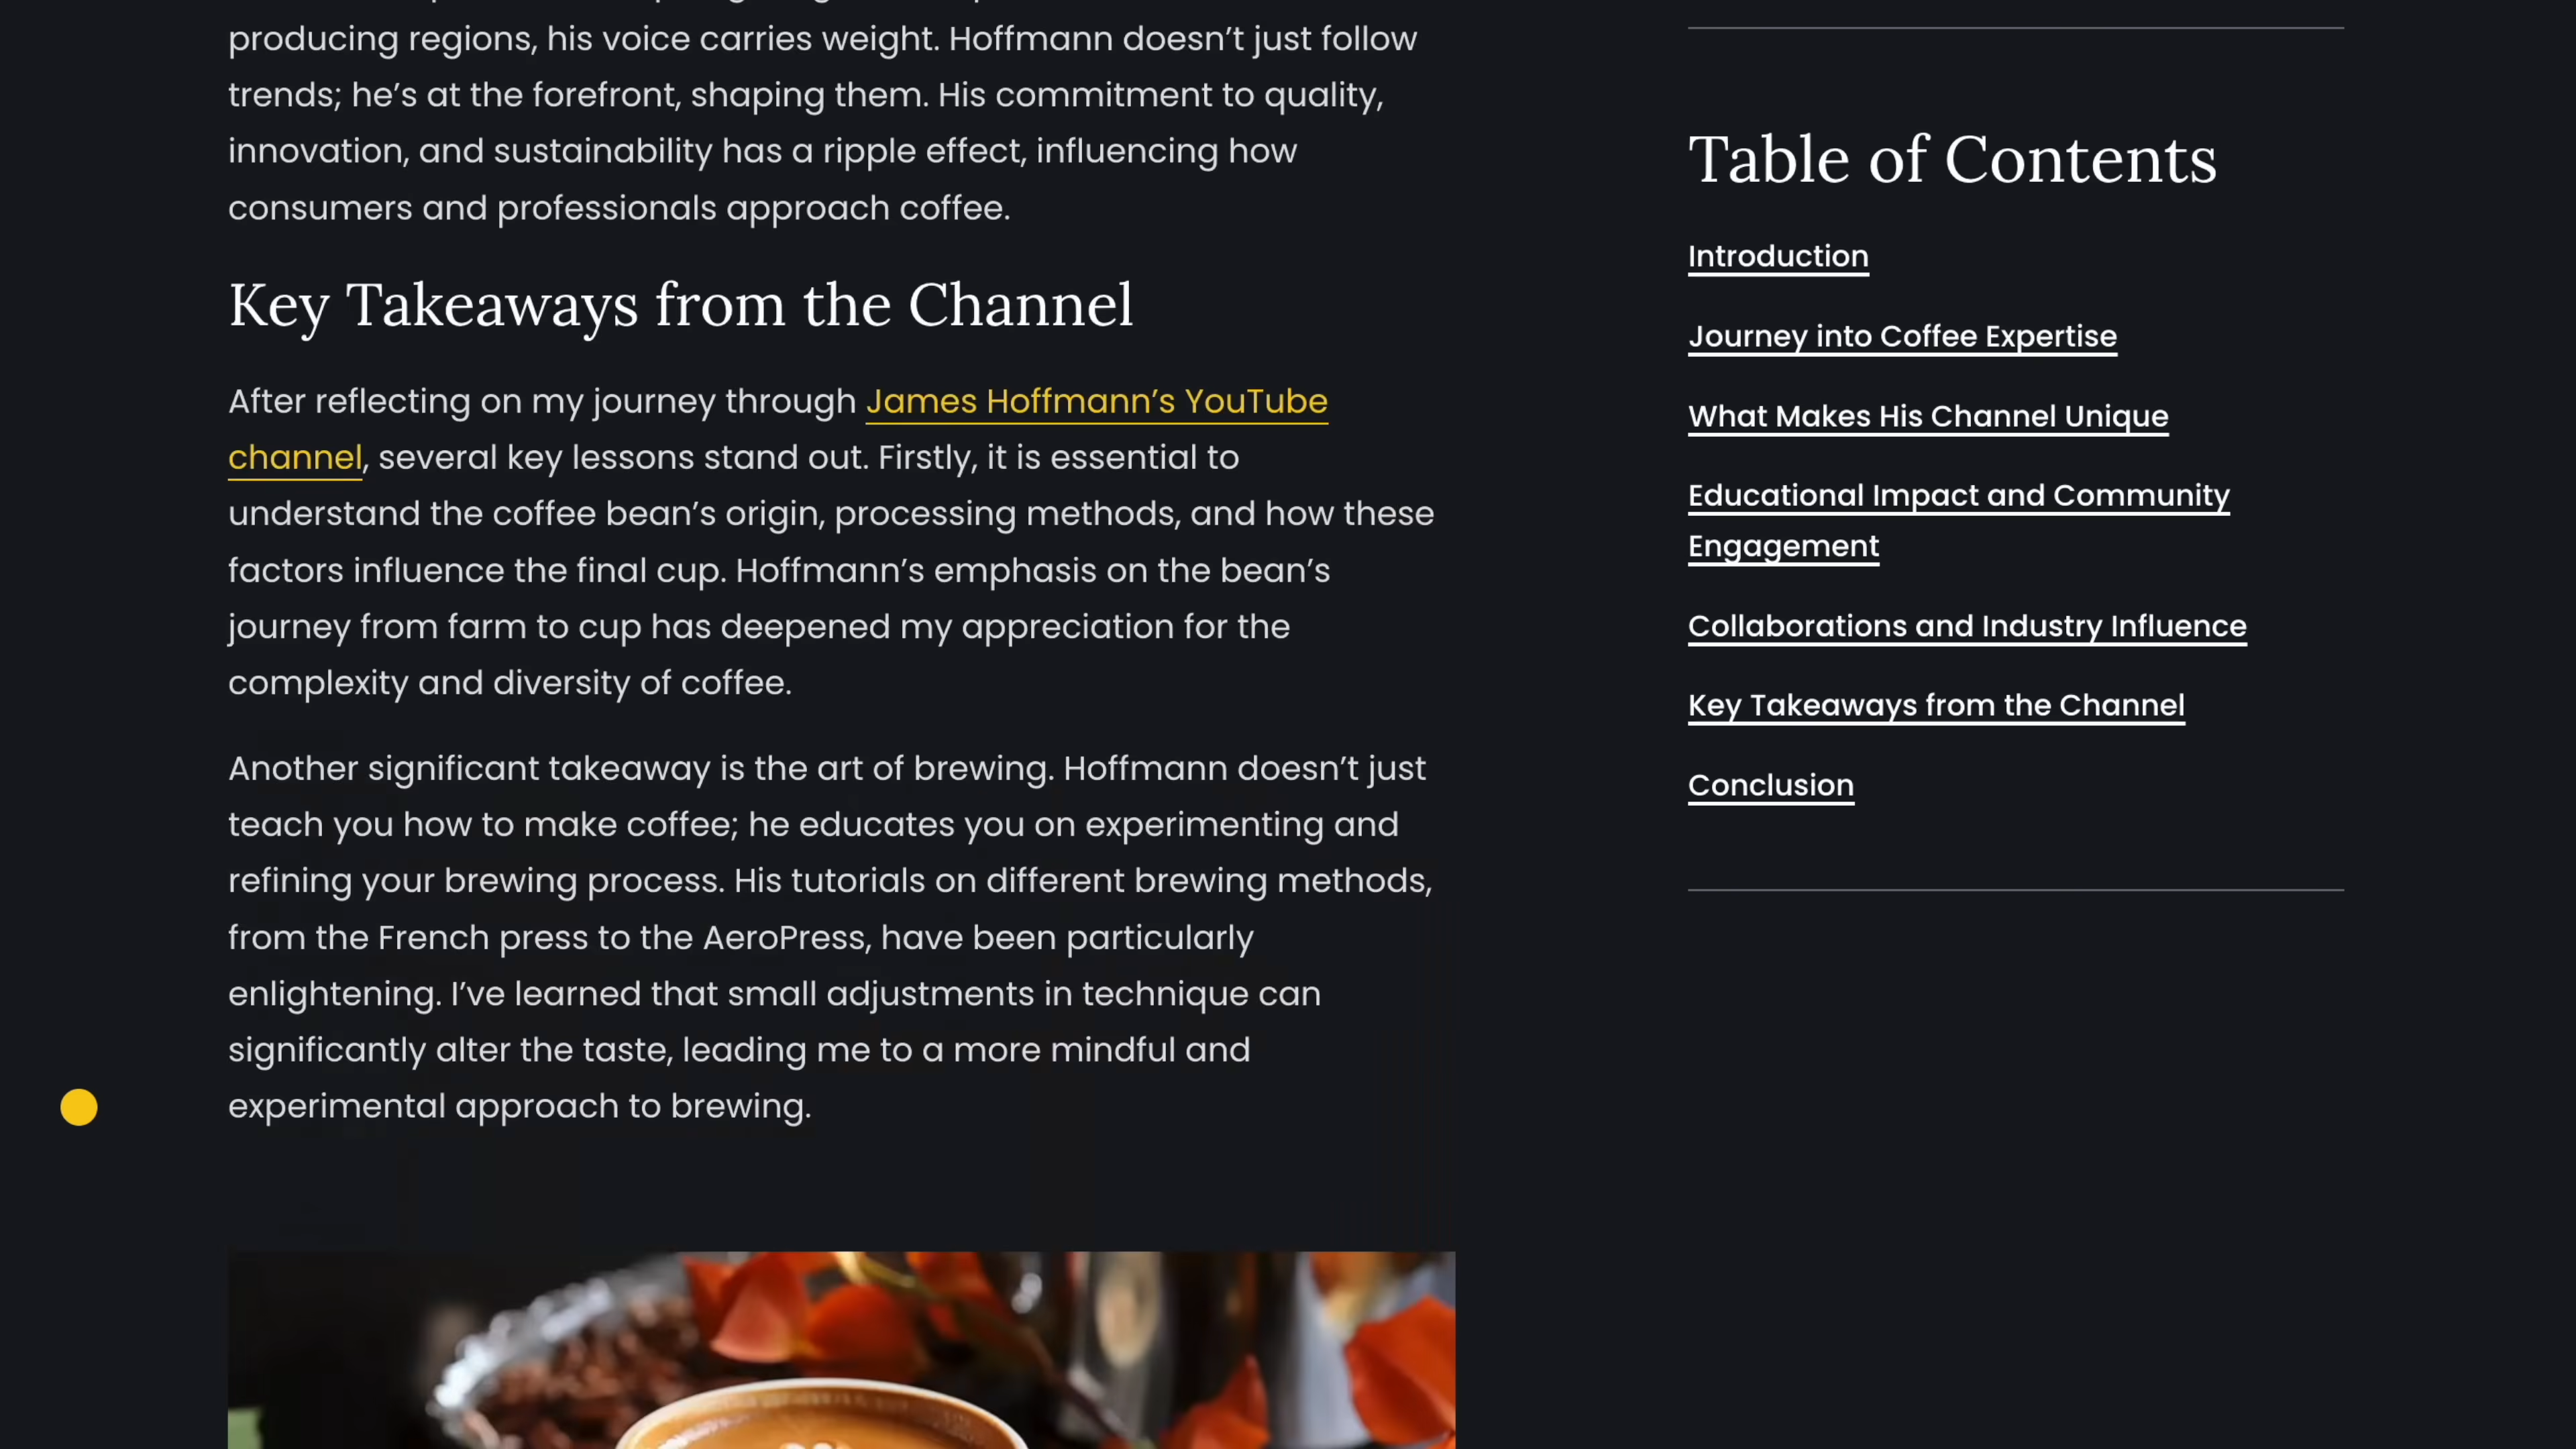 producing regions, his voice carries weight. Hoffmann doesn’t just follow
trends; he’s at the forefront, shaping them. His commitment to quality,
innovation, and sustainability has a ripple effect, influencing how
consumers and professionals approach coffee.
Key Takeaways from the Channel
After reflecting on my journey through James Hoffmann’s YouTube
channel, several key lessons stand out. Firstly, it is essential to
understand the coffee bean’s origin, processing methods, and how these
factors influence the final cup. Hoffmann’s emphasis on the bean’s
journey from farm to cup has deepened my appreciation for the
complexity and diversity of coffee.
Another significant takeaway is the art of brewing. Hoffmann doesn’t just
teach you how to make coffee; he educates you on experimenting and
refining your brewing process. His tutorials on different brewing methods,
from the French press to the AeroPress, have been particularly
enlightening. I’ve learned that small adjustments in technique can
significantly alter the taste, leading me to a more mindful and
experimental approach to brewing.
Table of Contents
Introduction
Journey into Coffee Expertise
What Makes His Channel Unique
Educational Impact and Community
Engagement
Collaborations and Industry Influence
Key Takeaways from the Channel
Conclusion